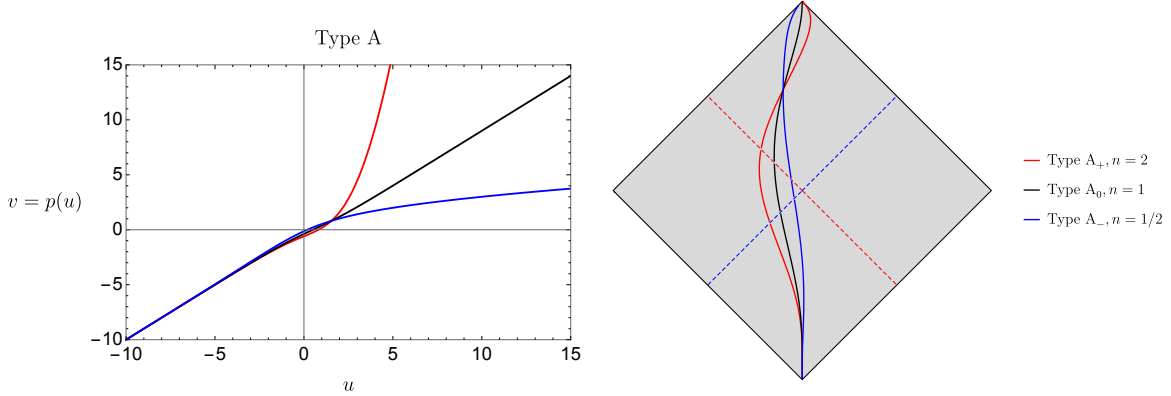 Type A
15
10
5
0
−5
−10
−10
−5
0
5
10
15
v = p(u)
u
Type A₊, n = 2
Type A₀, n = 1
Type A₋, n = 1/2